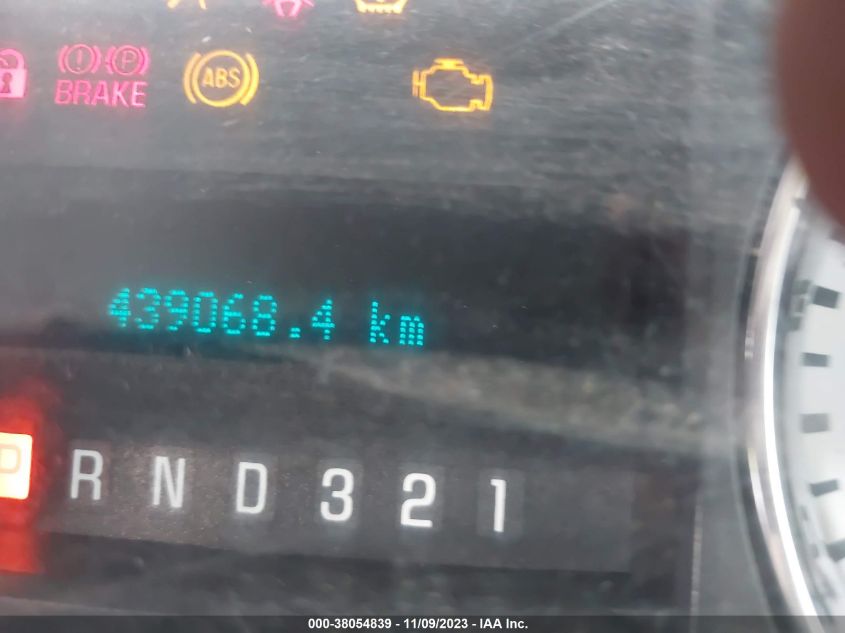 BRAKE ABS
439068.4 km
P R N D 3 2 1
000-38054839 - 11/09/2023 - IAA Inc.